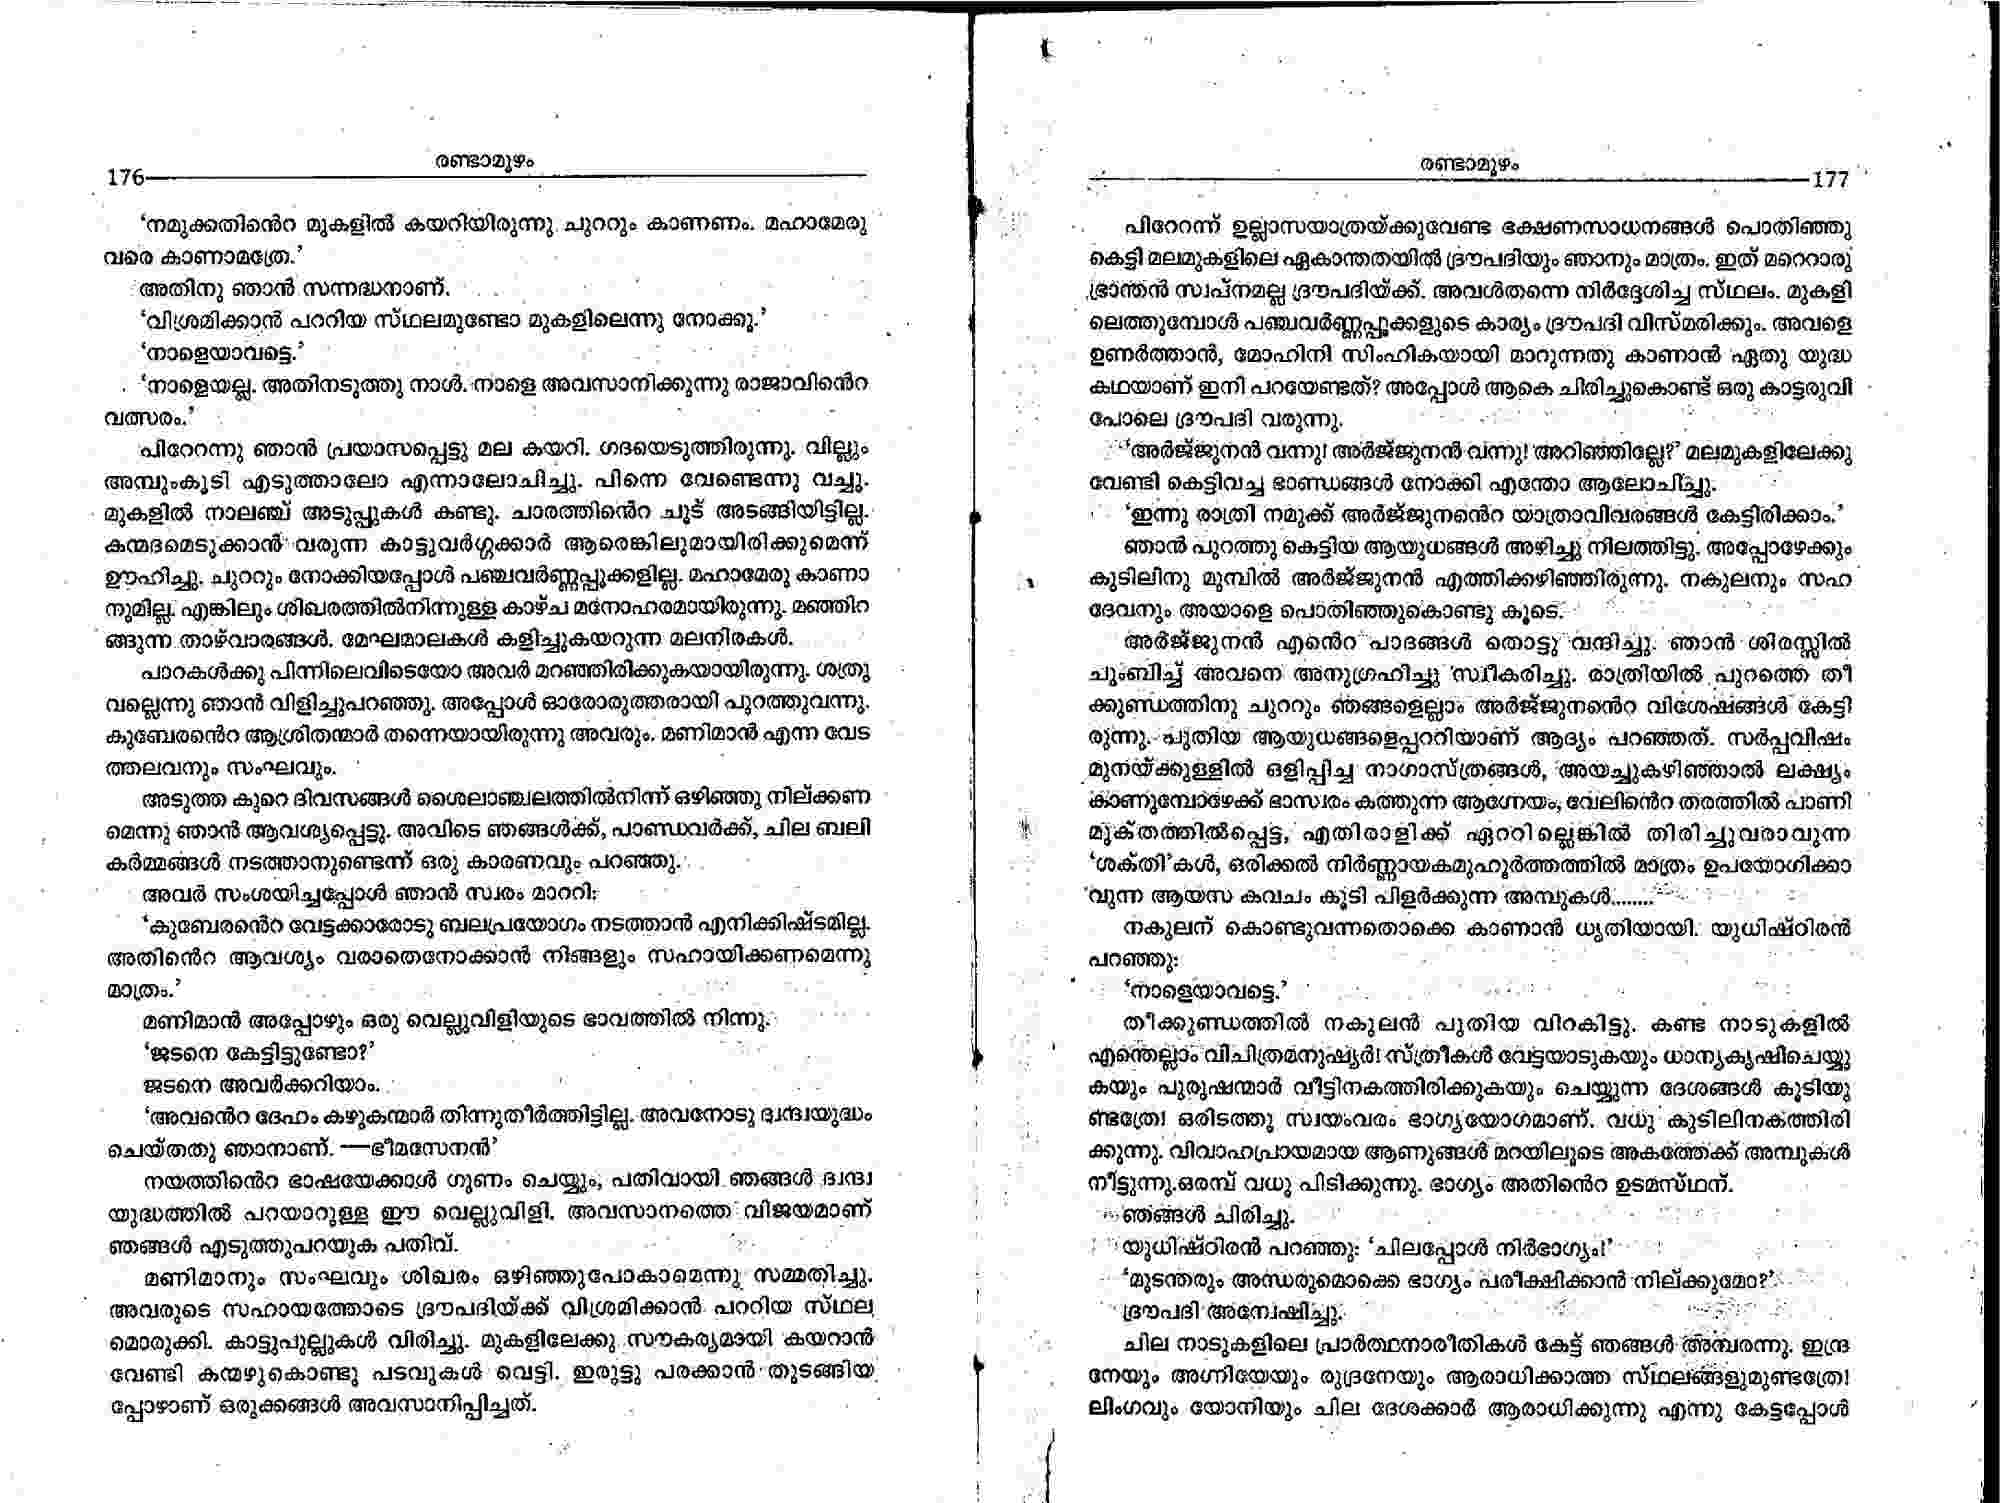 176
രണ്ടാമൂഴം
‘നമുക്കതിൻെറ മുകളിൽ കയറിയിരുന്നു ചുററും കാണണം. മഹാമേരു
വരെ കാണാമത്രേ.’
അതിനു ഞാൻ സന്നദ്ധനാണ്.
‘വിശ്രമിക്കാൻ പററിയ സ്ഥലമുണ്ടോ മുകളിലെന്നു നോക്കൂ.’
‘നാളെയാവട്ടെ.’
‘നാളെയല്ല. അതിനടുത്തു നാൾ. നാളെ അവസാനിക്കുന്നു രാജാവിൻെറ
വത്സരം.’
പിറേറന്നു ഞാൻ പ്രയാസപ്പെട്ടു മല കയറി. ഗദയെടുത്തിരുന്നു. വില്ലും
അമ്പുംകൂടി എടുത്താലോ എന്നാലോചിച്ചു. പിന്നെ വേണ്ടെന്നു വച്ചു.
മുകളിൽ നാലഞ്ച് അടുപ്പുകൾ കണ്ടു. ചാരത്തിൻെറ ചൂട് അടങ്ങിയിട്ടില്ല.
കന്മദമെടുക്കാൻ വരുന്ന കാട്ടുവർഗ്ഗക്കാർ ആരെങ്കിലുമായിരിക്കുമെന്ന്
ഊഹിച്ചു. ചുററും നോക്കിയപ്പോൾ പഞ്ചവർണ്ണപ്പൂക്കളില്ല. മഹാമേരു കാണാ
നുമില്ല. എങ്കിലും ശിഖരത്തിൽനിന്നുള്ള കാഴ്ച മനോഹരമായിരുന്നു. മഞ്ഞിറ
ങ്ങുന്ന താഴ്വാരങ്ങൾ. മേഘമാലകൾ കളിച്ചുകയറുന്ന മലനിരകൾ.
പാറകൾക്കു പിന്നിലെവിടെയോ അവർ മറഞ്ഞിരിക്കുകയായിരുന്നു. ശത്രു
വല്ലെന്നു ഞാൻ വിളിച്ചുപറഞ്ഞു. അപ്പോൾ ഓരോരുത്തരായി പുറത്തുവന്നു.
കുബേരൻെറ ആശ്രിതന്മാർ തന്നെയായിരുന്നു അവരും. മണിമാൻ എന്ന വേട
ത്തലവനും സംഘവും.
അടുത്ത കുറെ ദിവസങ്ങൾ ശൈലാഞ്ചലത്തിൽനിന്ന് ഒഴിഞ്ഞു നില്ക്കണ
മെന്നു ഞാൻ ആവശ്യപ്പെട്ടു. അവിടെ ഞങ്ങൾക്ക്, പാണ്ഡവർക്ക്, ചില ബലി
കർമ്മങ്ങൾ നടത്താനുണ്ടെന്ന് ഒരു കാരണവും പറഞ്ഞു.
അവർ സംശയിച്ചപ്പോൾ ഞാൻ സ്വരം മാററി:
‘കുബേരൻെറ വേട്ടക്കാരോടു ബലപ്രയോഗം നടത്താൻ എനിക്കിഷ്ടമില്ല.
അതിൻെറ ആവശ്യം വരാതെനോക്കാൻ നിങ്ങളും സഹായിക്കണമെന്നു
മാത്രം.’
മണിമാൻ അപ്പോഴും ഒരു വെല്ലുവിളിയുടെ ഭാവത്തിൽ നിന്നു.
‘ജടനെ കേട്ടിട്ടുണ്ടോ?’
ജടനെ അവർക്കറിയാം.
‘അവൻെറ ദേഹം കഴുകന്മാർ തിന്നുതീർത്തിട്ടില്ല. അവനോടു ദ്വന്ദ്വയുദ്ധം
ചെയ്തതു ഞാനാണ്. —ഭീമസേനൻ’
നയത്തിൻെറ ഭാഷയേക്കാൾ ഗുണം ചെയ്യും, പതിവായി ഞങ്ങൾ ദ്വന്ദ്വ
യുദ്ധത്തിൽ പറയാറുള്ള ഈ വെല്ലുവിളി. അവസാനത്തെ വിജയമാണ്
ഞങ്ങൾ എടുത്തുപറയുക പതിവ്.
മണിമാനും സംഘവും ശിഖരം ഒഴിഞ്ഞുപോകാമെന്നു സമ്മതിച്ചു.
അവരുടെ സഹായത്തോടെ ദ്രൗപദിയ്ക്ക് വിശ്രമിക്കാൻ പററിയ സ്ഥല
മൊരുക്കി. കാട്ടുപുല്ലുകൾ വിരിച്ചു. മുകളിലേക്കു സൗകര്യമായി കയറാൻ
വേണ്ടി കന്മഴുകൊണ്ടു പടവുകൾ വെട്ടി. ഇരുട്ടു പരക്കാൻ തുടങ്ങിയ
പ്പോഴാണ് ഒരുക്കങ്ങൾ അവസാനിപ്പിച്ചത്.
രണ്ടാമൂഴം
177
പിറേറന്ന് ഉല്ലാസയാത്രയ്ക്കുവേണ്ട ഭക്ഷണസാധനങ്ങൾ പൊതിഞ്ഞു
കെട്ടി മലമുകളിലെ ഏകാന്തതയിൽ ദ്രൗപദിയും ഞാനും മാത്രം. ഇത് മറെറാരു
ഭ്രാന്തൻ സ്വപ്നമല്ല ദ്രൗപദിയ്ക്ക്. അവൾതന്നെ നിർദ്ദേശിച്ച സ്ഥലം. മുകളി
ലെത്തുമ്പോൾ പഞ്ചവർണ്ണപ്പൂക്കളുടെ കാര്യം ദ്രൗപദി വിസ്മരിക്കും. അവളെ
ഉണർത്താൻ, മോഹിനി സിംഹികയായി മാറുന്നതു കാണാൻ ഏതു യുദ്ധ
കഥയാണ് ഇനി പറയേണ്ടത്? അപ്പോൾ ആകെ ചിരിച്ചുകൊണ്ട് ഒരു കാട്ടരുവി
പോലെ ദ്രൗപദി വരുന്നു.
‘അർജ്ജുനൻ വന്നു! അർജ്ജുനൻ വന്നു! അറിഞ്ഞില്ലേ?’ മലമുകളിലേക്കു
വേണ്ടി കെട്ടിവച്ച ഭാണ്ഡങ്ങൾ നോക്കി എന്തോ ആലോചിച്ചു.
‘ഇന്നു രാത്രി നമുക്ക് അർജ്ജുനൻെറ യാത്രാവിവരങ്ങൾ കേട്ടിരിക്കാം.’
ഞാൻ പുറത്തു കെട്ടിയ ആയുധങ്ങൾ അഴിച്ചു നിലത്തിട്ടു. അപ്പോഴേക്കും
കുടിലിനു മുമ്പിൽ അർജ്ജുനൻ എത്തിക്കഴിഞ്ഞിരുന്നു. നകുലനും സഹ
ദേവനും അയാളെ പൊതിഞ്ഞുകൊണ്ടു കൂടെ.
അർജ്ജുനൻ എൻെറ പാദങ്ങൾ തൊട്ടു വന്ദിച്ചു. ഞാൻ ശിരസ്സിൽ
ചുംബിച്ച് അവനെ അനുഗ്രഹിച്ചു സ്വീകരിച്ചു. രാത്രിയിൽ പുറത്തെ തീ
ക്കുണ്ഡത്തിനു ചുററും ഞങ്ങളെല്ലാം അർജ്ജുനൻെറ വിശേഷങ്ങൾ കേട്ടി
രുന്നു. പുതിയ ആയുധങ്ങളെപ്പററിയാണ് ആദ്യം പറഞ്ഞത്. സർപ്പവിഷം
മുനയ്ക്കുള്ളിൽ ഒളിപ്പിച്ച നാഗാസ്ത്രങ്ങൾ, അയച്ചുകഴിഞ്ഞാൽ ലക്ഷ്യം
കാണുമ്പോഴേക്ക് ഭാസ്വരം കത്തുന്ന ആഗ്നേയം, വേലിൻെറ തരത്തിൽ പാണി
മുക്തത്തിൽപ്പെട്ട, എതിരാളിക്ക് ഏററില്ലെങ്കിൽ തിരിച്ചുവരാവുന്ന
‘ശക്തി’കൾ, ഒരിക്കൽ നിർണ്ണായകമുഹൂർത്തത്തിൽ മാത്രം ഉപയോഗിക്കാ
വുന്ന ആയസ കവചം കൂടി പിളർക്കുന്ന അമ്പുകൾ........
നകുലന് കൊണ്ടുവന്നതൊക്കെ കാണാൻ ധൃതിയായി. യുധിഷ്ഠിരൻ
പറഞ്ഞു:
‘നാളെയാവട്ടെ.’
തീക്കുണ്ഡത്തിൽ നകുലൻ പുതിയ വിറകിട്ടു. കണ്ട നാടുകളിൽ
എന്തെല്ലാം വിചിത്രമനുഷ്യർ! സ്ത്രീകൾ വേട്ടയാടുകയും ധാന്യകൃഷിചെയ്യു
കയും പുരുഷന്മാർ വീട്ടിനകത്തിരിക്കുകയും ചെയ്യുന്ന ദേശങ്ങൾ കൂടിയു
ണ്ടത്രേ! ഒരിടത്തു സ്വയംവരം ഭാഗ്യയോഗമാണ്. വധു കുടിലിനകത്തിരി
ക്കുന്നു. വിവാഹപ്രായമായ ആണുങ്ങൾ മറയിലൂടെ അകത്തേക്ക് അമ്പുകൾ
നീട്ടുന്നു.ഒരമ്പ് വധു പിടിക്കുന്നു. ഭാഗ്യം അതിൻെറ ഉടമസ്ഥന്.
ഞങ്ങൾ ചിരിച്ചു.
യുധിഷ്ഠിരൻ പറഞ്ഞു: ‘ചിലപ്പോൾ നിർഭാഗ്യം!’
‘മുടന്തരും അന്ധരുമൊക്കെ ഭാഗ്യം പരീക്ഷിക്കാൻ നില്ക്കുമോ?’
ദ്രൗപദി അന്വേഷിച്ചു.
ചില നാടുകളിലെ പ്രാർത്ഥനാരീതികൾ കേട്ട് ഞങ്ങൾ അമ്പരന്നു. ഇന്ദ്ര
നേയും അഗ്നിയേയും രുദ്രനേയും ആരാധിക്കാത്ത സ്ഥലങ്ങളുമുണ്ടത്രേ!
ലിംഗവും യോനിയും ചില ദേശക്കാർ ആരാധിക്കുന്നു എന്നു കേട്ടപ്പോൾ